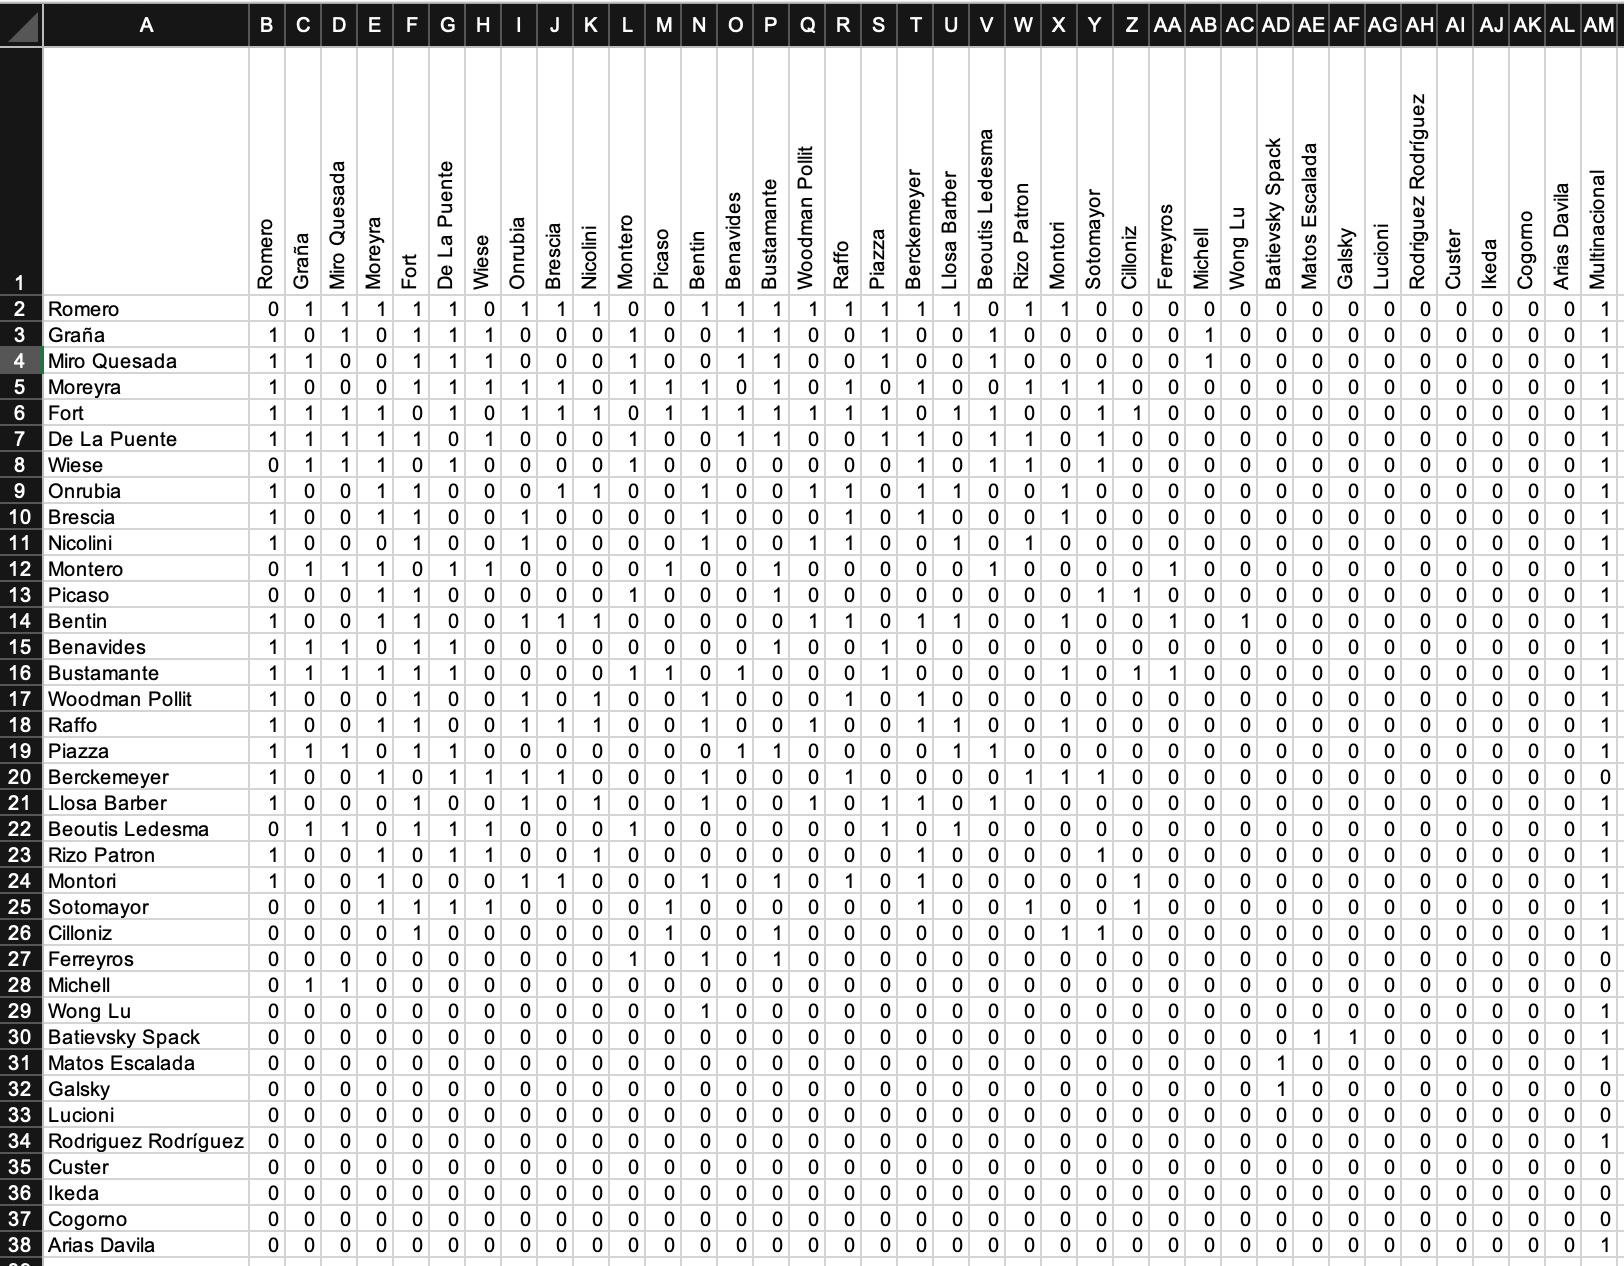 A B C D E F G H I J K L M N O P Q R S T U V W X Y Z AA AB AC AD AE AF AG AH AI AJ AK AL AM
1 Romero Graña Miro Quesada Moreyra Fort De La Puente Wiese Onrubia Brescia Nicolini Montero Picaso Bentin Benavides Bustamante Woodman Pollit Raffo Piazza Berckemeyer Llosa Barber Beoutis Ledesma Rizo Patron Montori Sotomayor Cilloniz Ferreyros Michell Wong Lu Batievsky Spack Matos Escalada Galsky Lucioni Rodriguez Rodríguez Custer Ikeda Cogorno Arias Davila Multinacional
2 Romero 0 1 1 1 1 1 0 1 1 1 0 0 1 1 1 1 1 1 1 1 0 1 1 0 0 0 0 0 0 0 0 0 0 0 0 0 0 1
3 Graña 1 0 1 0 1 1 1 0 0 0 1 0 0 1 1 0 0 1 0 0 1 0 0 0 0 0 1 0 0 0 0 0 0 0 0 0 0 1
4 Miro Quesada 1 1 0 0 1 1 1 0 0 0 1 0 0 1 1 0 0 1 0 0 1 0 0 0 0 0 1 0 0 0 0 0 0 0 0 0 0 1
5 Moreyra 1 0 0 0 1 1 1 1 1 0 1 1 1 0 1 0 1 0 1 0 0 1 1 1 0 0 0 0 0 0 0 0 0 0 0 0 0 1
6 Fort 1 1 1 1 0 1 0 1 1 1 0 1 1 1 1 1 1 1 0 1 1 0 0 1 1 0 0 0 0 0 0 0 0 0 0 0 0 1
7 De La Puente 1 1 1 1 1 0 1 0 0 0 1 0 0 1 1 0 0 1 1 0 1 1 0 1 0 0 0 0 0 0 0 0 0 0 0 0 0 1
8 Wiese 0 1 1 1 0 1 0 0 0 0 1 0 0 0 0 0 0 0 1 0 1 1 0 1 0 0 0 0 0 0 0 0 0 0 0 0 0 1
9 Onrubia 1 0 0 1 1 0 0 0 1 1 0 0 1 0 0 1 1 0 1 1 0 0 1 0 0 0 0 0 0 0 0 0 0 0 0 0 0 1
10 Brescia 1 0 0 1 1 0 0 1 0 0 0 0 1 0 0 0 1 0 1 0 0 0 1 0 0 0 0 0 0 0 0 0 0 0 0 0 0 1
11 Nicolini 1 0 0 0 1 0 0 1 0 0 0 0 1 0 0 1 1 0 0 1 0 1 0 0 0 0 0 0 0 0 0 0 0 0 0 0 0 1
12 Montero 0 1 1 1 0 1 1 0 0 0 0 1 0 0 1 0 0 0 0 0 1 0 0 0 0 1 0 0 0 0 0 0 0 0 0 0 0 1
13 Picaso 0 0 0 1 1 0 0 0 0 0 1 0 0 0 1 0 0 0 0 0 0 0 0 1 1 0 0 0 0 0 0 0 0 0 0 0 0 1
14 Bentin 1 0 0 1 1 0 0 1 1 1 0 0 0 0 0 1 1 0 1 1 0 0 1 0 0 1 0 1 0 0 0 0 0 0 0 0 0 1
15 Benavides 1 1 1 0 1 1 0 0 0 0 0 0 0 0 1 0 0 1 0 0 0 0 0 0 0 0 0 0 0 0 0 0 0 0 0 0 0 1
16 Bustamante 1 1 1 1 1 1 0 0 0 0 1 1 0 1 0 0 0 1 0 0 0 0 1 0 1 1 0 0 0 0 0 0 0 0 0 0 0 1
17 Woodman Pollit 1 0 0 0 1 0 0 1 0 1 0 0 1 0 0 0 1 0 1 0 0 0 0 0 0 0 0 0 0 0 0 0 0 0 0 0 0 1
18 Raffo 1 0 0 1 1 0 0 1 1 1 0 0 1 0 0 1 0 0 1 1 0 0 1 0 0 0 0 0 0 0 0 0 0 0 0 0 0 1
19 Piazza 1 1 1 0 1 1 0 0 0 0 0 0 0 1 1 0 0 0 0 1 1 0 0 0 0 0 0 0 0 0 0 0 0 0 0 0 0 1
20 Berckemeyer 1 0 0 1 0 1 1 1 1 0 0 0 1 0 0 0 1 0 0 0 0 1 1 1 0 0 0 0 0 0 0 0 0 0 0 0 0 0
21 Llosa Barber 1 0 0 0 1 0 0 1 0 1 0 0 1 0 0 1 0 1 1 0 1 0 0 0 0 0 0 0 0 0 0 0 0 0 0 0 0 1
22 Beoutis Ledesma 0 1 1 0 1 1 1 0 0 0 1 0 0 0 0 0 0 1 0 1 0 0 0 0 0 0 0 0 0 0 0 0 0 0 0 0 0 1
23 Rizo Patron 1 0 0 1 0 1 1 0 0 1 0 0 0 0 0 0 0 0 1 0 0 0 0 1 0 0 0 0 0 0 0 0 0 0 0 0 0 1
24 Montori 1 0 0 1 0 0 0 1 1 0 0 0 1 0 1 0 1 0 1 0 0 0 0 0 1 0 0 0 0 0 0 0 0 0 0 0 0 1
25 Sotomayor 0 0 0 1 1 1 1 0 0 0 0 1 0 0 0 0 0 0 1 0 0 1 0 0 1 0 0 0 0 0 0 0 0 0 0 0 0 1
26 Cilloniz 0 0 0 0 1 0 0 0 0 0 0 1 0 0 1 0 0 0 0 0 0 0 1 1 0 0 0 0 0 0 0 0 0 0 0 0 0 1
27 Ferreyros 0 0 0 0 0 0 0 0 0 0 1 0 1 0 1 0 0 0 0 0 0 0 0 0 0 0 0 0 0 0 0 0 0 0 0 0 0 0
28 Michell 0 1 1 0 0 0 0 0 0 0 0 0 0 0 0 0 0 0 0 0 0 0 0 0 0 0 0 0 0 0 0 0 0 0 0 0 0 0
29 Wong Lu 0 0 0 0 0 0 0 0 0 0 0 0 1 0 0 0 0 0 0 0 0 0 0 0 0 0 0 0 0 0 0 0 0 0 0 0 0 1
30 Batievsky Spack 0 0 0 0 0 0 0 0 0 0 0 0 0 0 0 0 0 0 0 0 0 0 0 0 0 0 0 0 0 1 1 0 0 0 0 0 0 1
31 Matos Escalada 0 0 0 0 0 0 0 0 0 0 0 0 0 0 0 0 0 0 0 0 0 0 0 0 0 0 0 0 1 0 0 0 0 0 0 0 0 1
32 Galsky 0 0 0 0 0 0 0 0 0 0 0 0 0 0 0 0 0 0 0 0 0 0 0 0 0 0 0 0 1 0 0 0 0 0 0 0 0 0
33 Lucioni 0 0 0 0 0 0 0 0 0 0 0 0 0 0 0 0 0 0 0 0 0 0 0 0 0 0 0 0 0 0 0 0 0 0 0 0 0 0
34 Rodriguez Rodríguez 0 0 0 0 0 0 0 0 0 0 0 0 0 0 0 0 0 0 0 0 0 0 0 0 0 0 0 0 0 0 0 0 0 0 0 0 0 1
35 Custer 0 0 0 0 0 0 0 0 0 0 0 0 0 0 0 0 0 0 0 0 0 0 0 0 0 0 0 0 0 0 0 0 0 0 0 0 0 0
36 Ikeda 0 0 0 0 0 0 0 0 0 0 0 0 0 0 0 0 0 0 0 0 0 0 0 0 0 0 0 0 0 0 0 0 0 0 0 0 0 0
37 Cogorno 0 0 0 0 0 0 0 0 0 0 0 0 0 0 0 0 0 0 0 0 0 0 0 0 0 0 0 0 0 0 0 0 0 0 0 0 0 0
38 Arias Davila 0 0 0 0 0 0 0 0 0 0 0 0 0 0 0 0 0 0 0 0 0 0 0 0 0 0 0 0 0 0 0 0 0 0 0 0 0 1